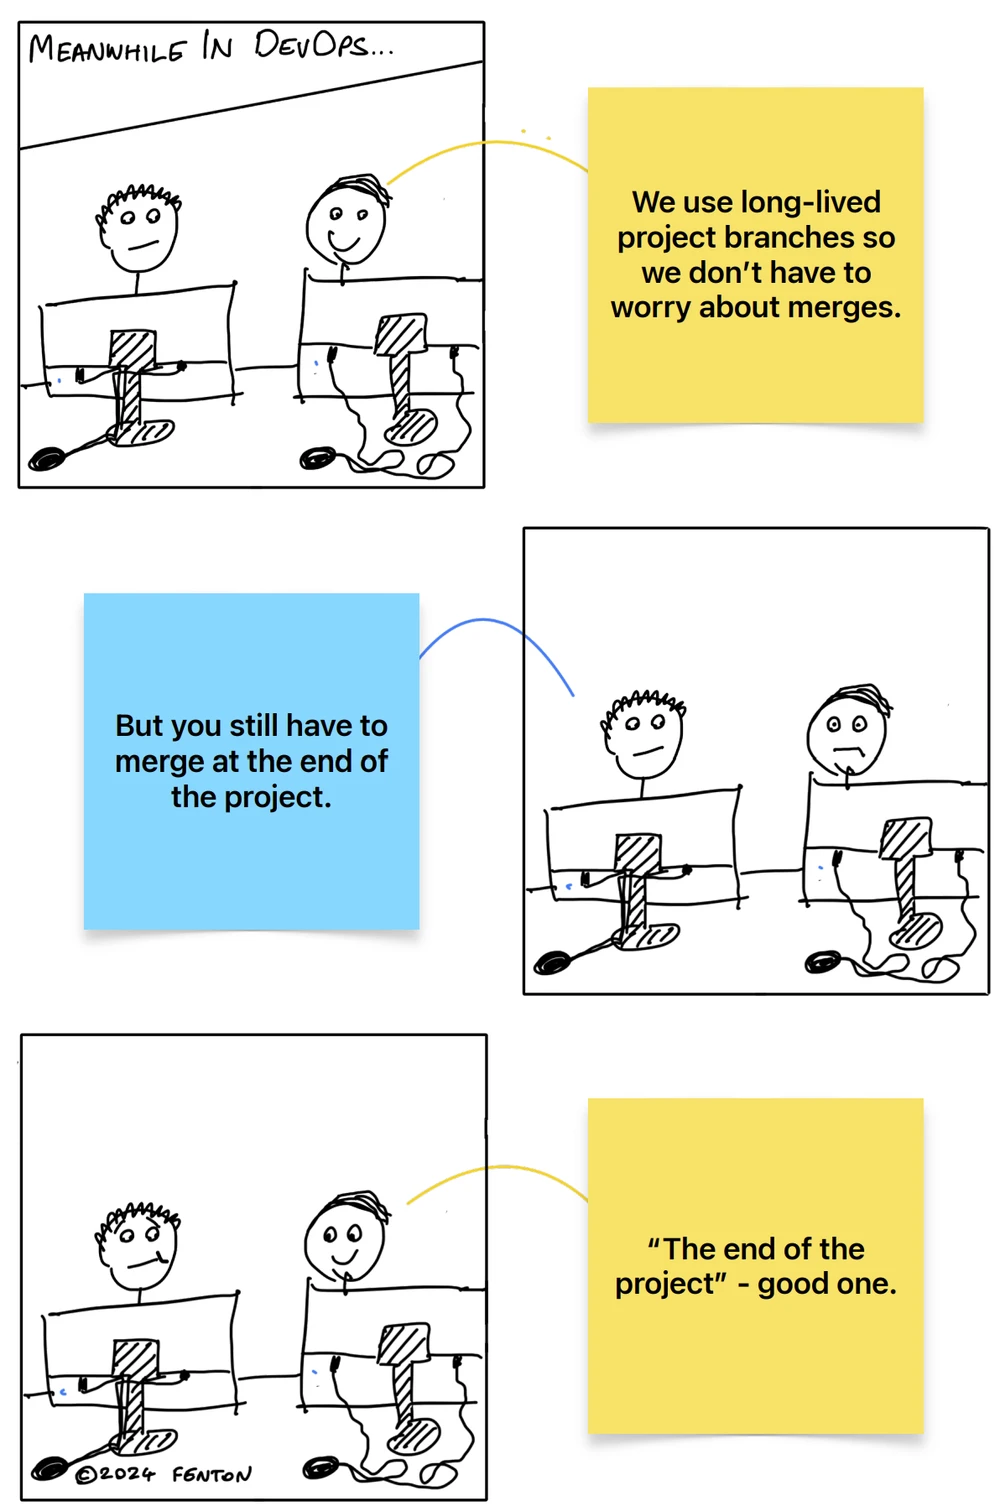 MEANWHILE IN DEVOPS...
We use long-lived
project branches so
we don’t have to
worry about merges.
But you still have to
merge at the end of
the project.
“The end of the
project” - good one.
©2024 FENTON